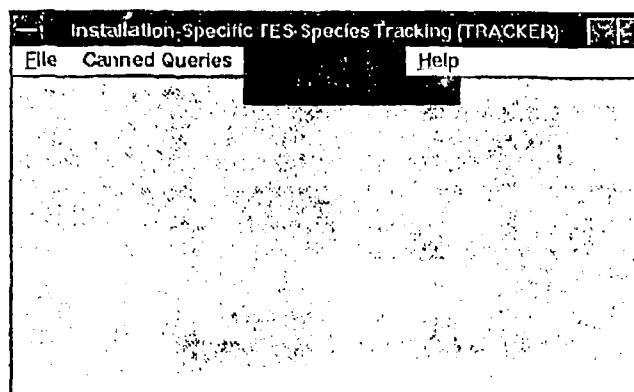 Installation-Specific TES Species Tracking (TRACKER)
File Canned Queries Help